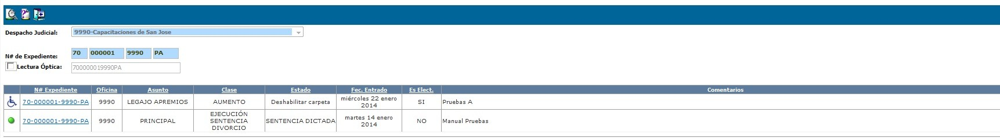 Despacho Judicial: 9990-Capacitaciones de San Jose
N# de Expediente: 70 000001 9990 PA
Lectura Óptica: 700000019990PA
N# Expediente Oficina Asunto Clase Estado Fec. Entrado Es Elect. Comentarios
70-000001-9990-PA 9990 LEGAJO APREMIOS AUMENTO Deshabilitar carpeta miércoles 22 enero 2014 SI Pruebas A
70-000001-9990-PA 9990 PRINCIPAL EJECUCIÓN SENTENCIA DIVORCIO SENTENCIA DICTADA martes 14 enero 2014 NO Manual Pruebas